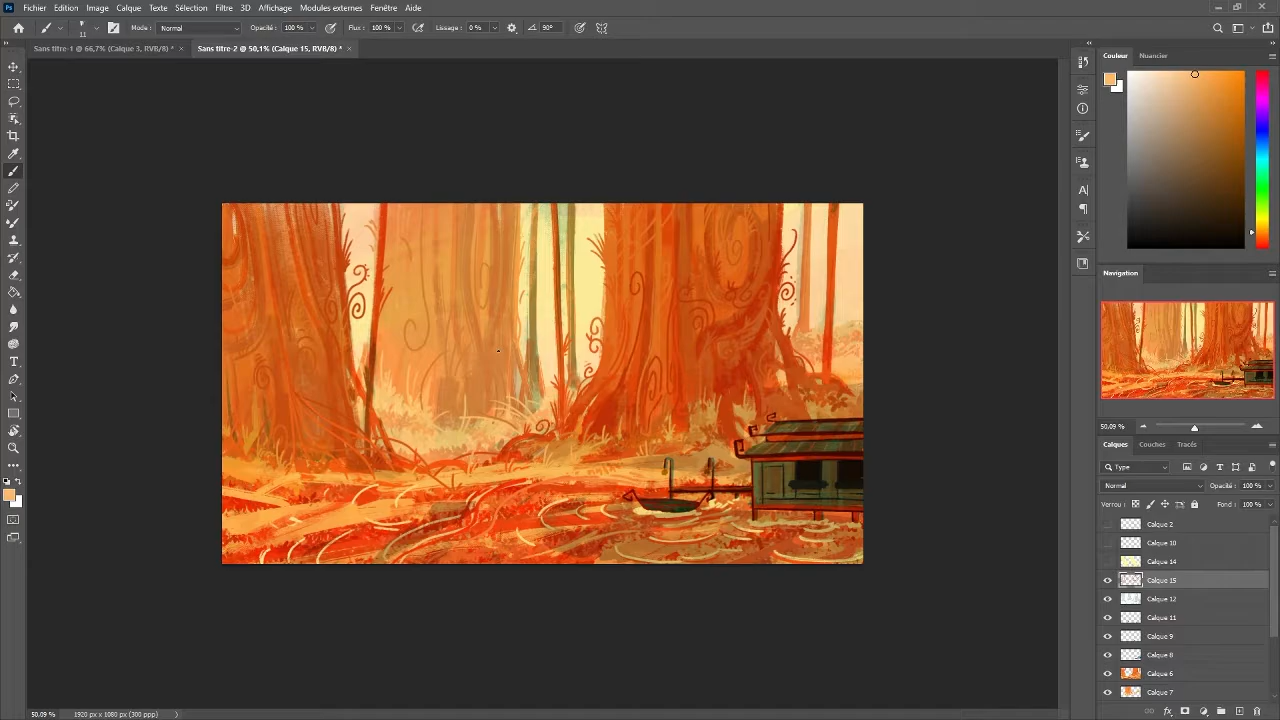 Ps Fichier Edition Image Calque Texte Sélection Filtre 3D Affichage Modules externes Fenêtre Aide
11 Mode : Normal Opacité : 100 % Flux : 100 % Lissage : 0 % 90°
Sans titre-1 @ 66,7% (Calque 3, RVB/8) * × Sans titre-2 @ 50,1% (Calque 15, RVB/8) * ×
Couleur Nuancier
Navigation
50.09 %
Calques Couches Tracés
Type
Normal Opacité : 100 %
Verrou : Fond : 100 %
Calque 2
Calque 10
Calque 14
Calque 15
Calque 12
Calque 11
Calque 9
Calque 8
Calque 6
Calque 7
50.09 % 1920 px x 1080 px (300 ppp)